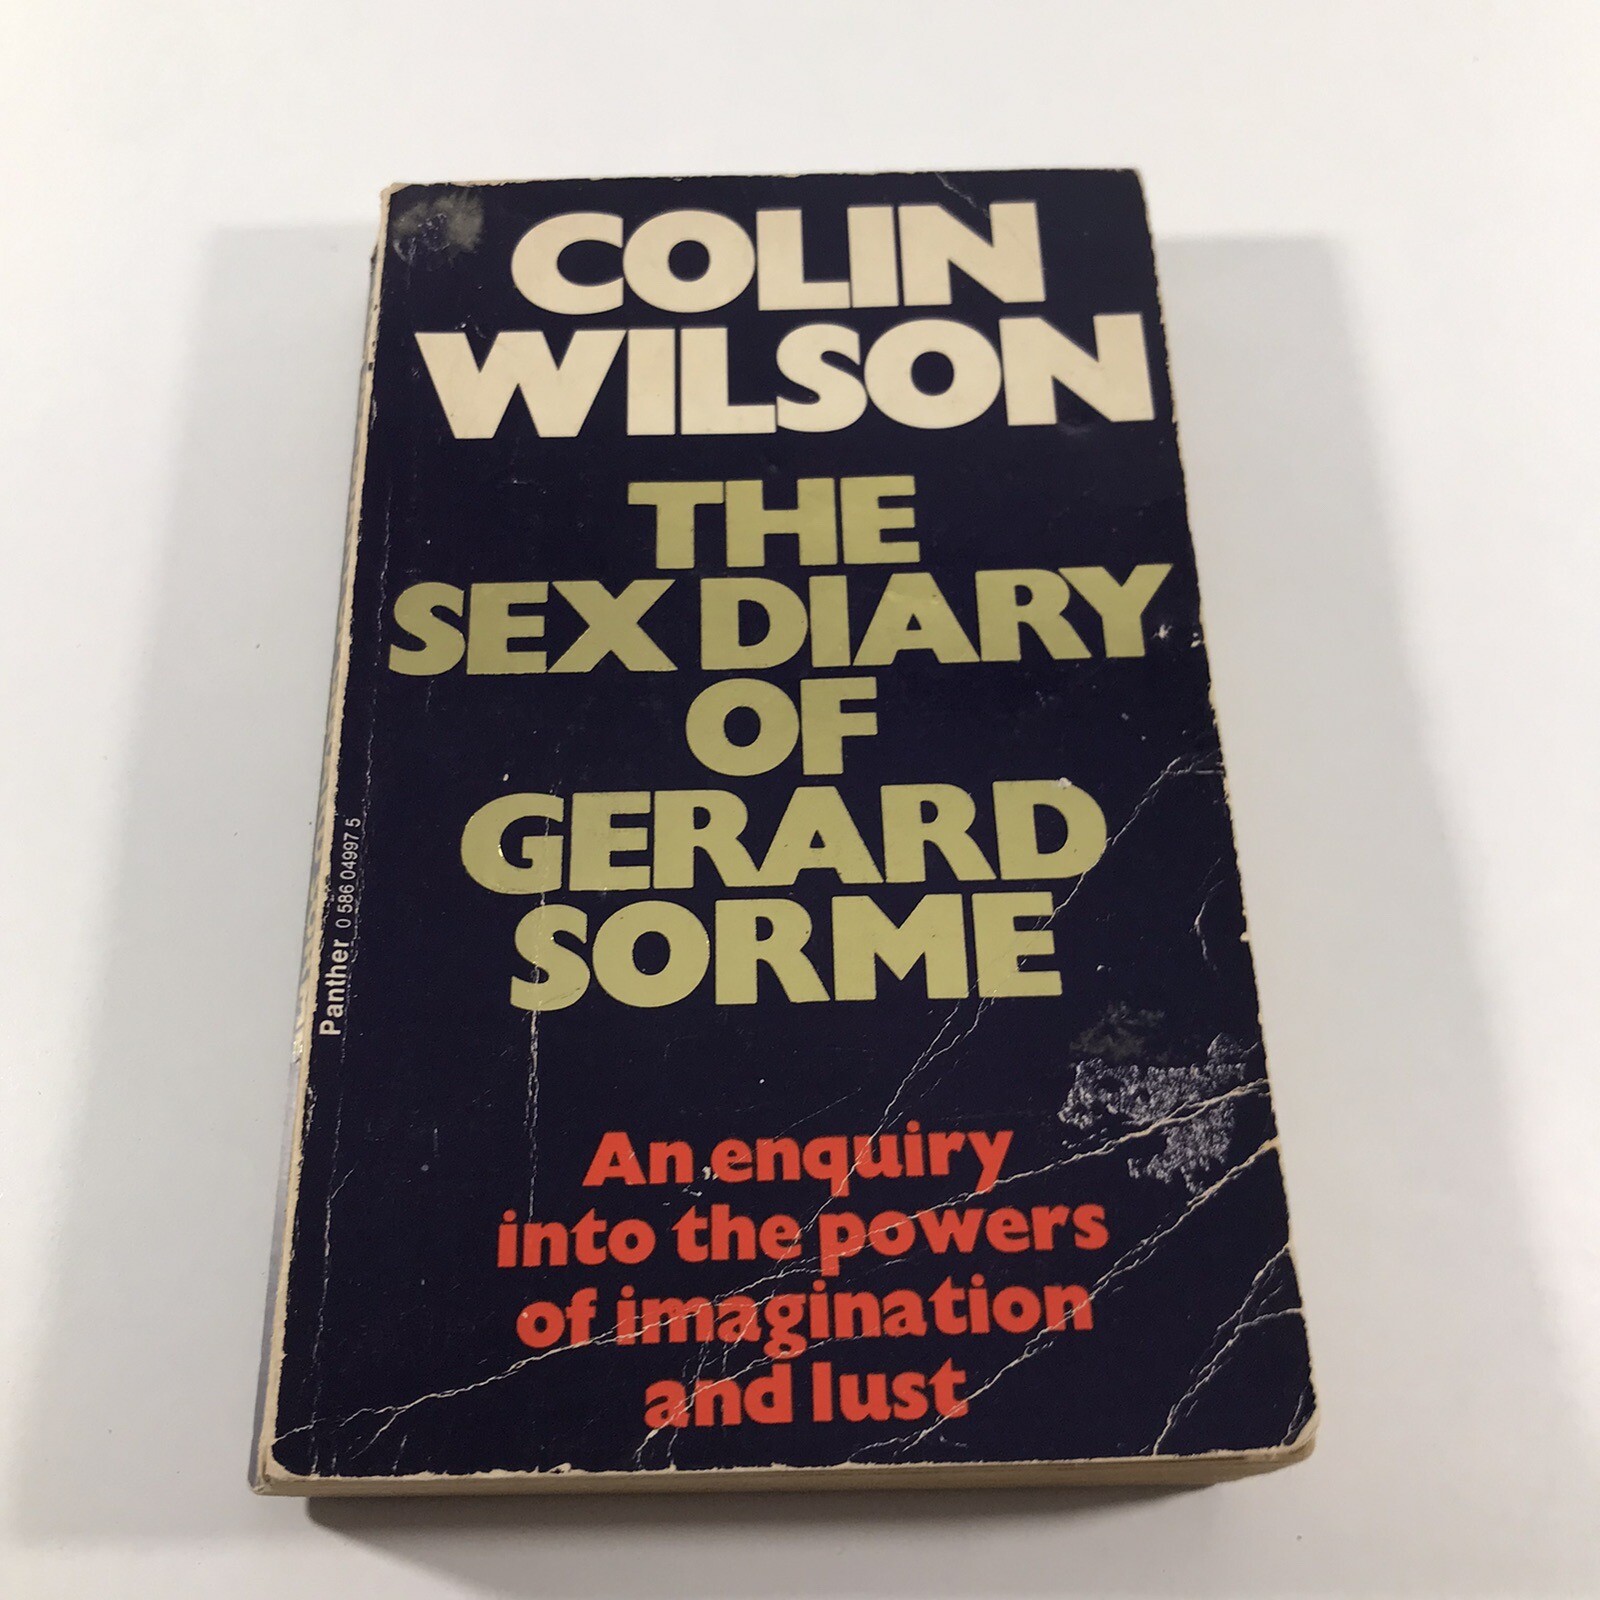 COLIN
WILSON
THE
SEX DIARY
OF
GERARD
SORME
An enquiry
into the powers
of imagination
and lust
Panther 0 586 04997 5